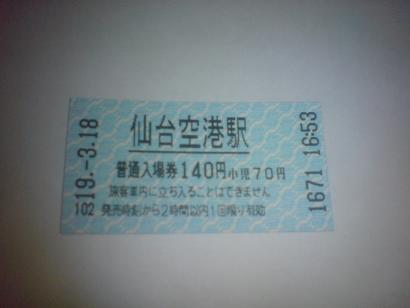 仙台空港駅
普通入場券 140円 小児70円
旅客車内に立ち入ることはできません
発売時刻から2時間以内1回限り有効
19.-3.18
102
1671 16:53